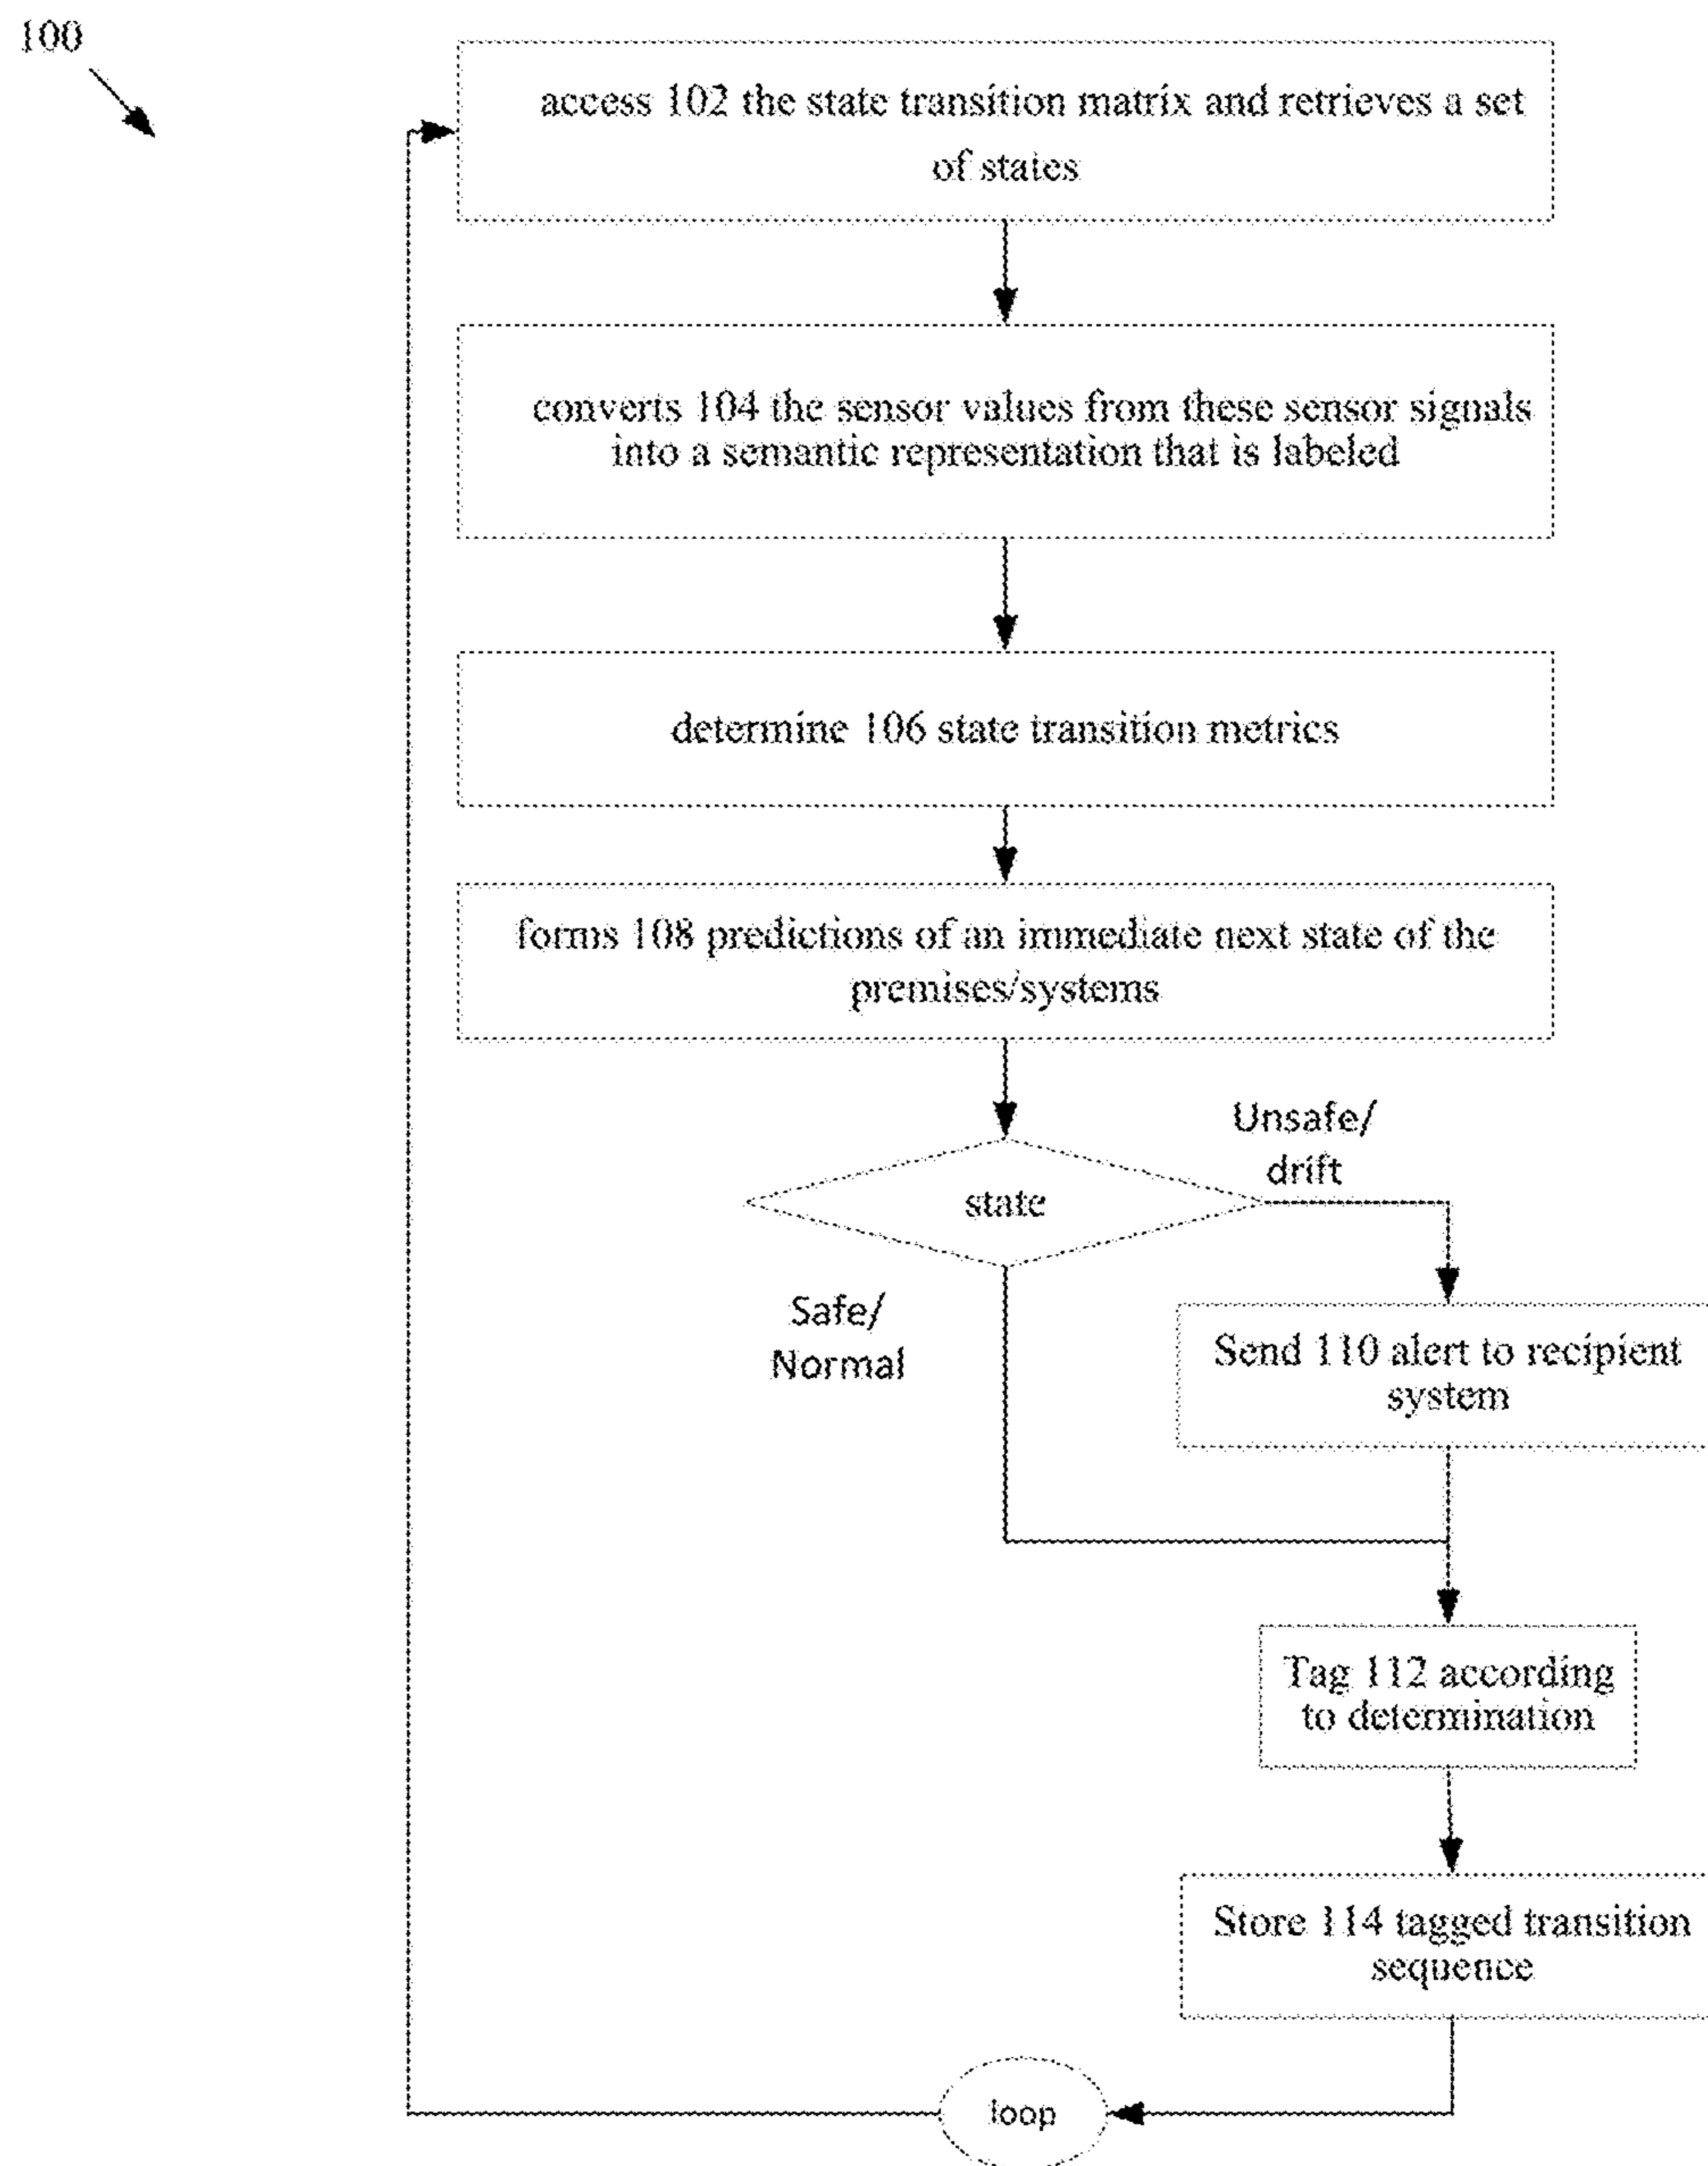 100
access 102 the state transition matrix and retrieves a set
of states
converts 104 the sensor values from these sensor signals
into a semantic representation that is labeled
determine 106 state transition metrics
forms 108 predictions of an immediate next state of the
premises/systems
Unsafe/
drift
state
Safe/
Normal
Send 110 alert to recipient
system
Tag 112 according
to determination
Store 114 tagged transition
sequence
loop